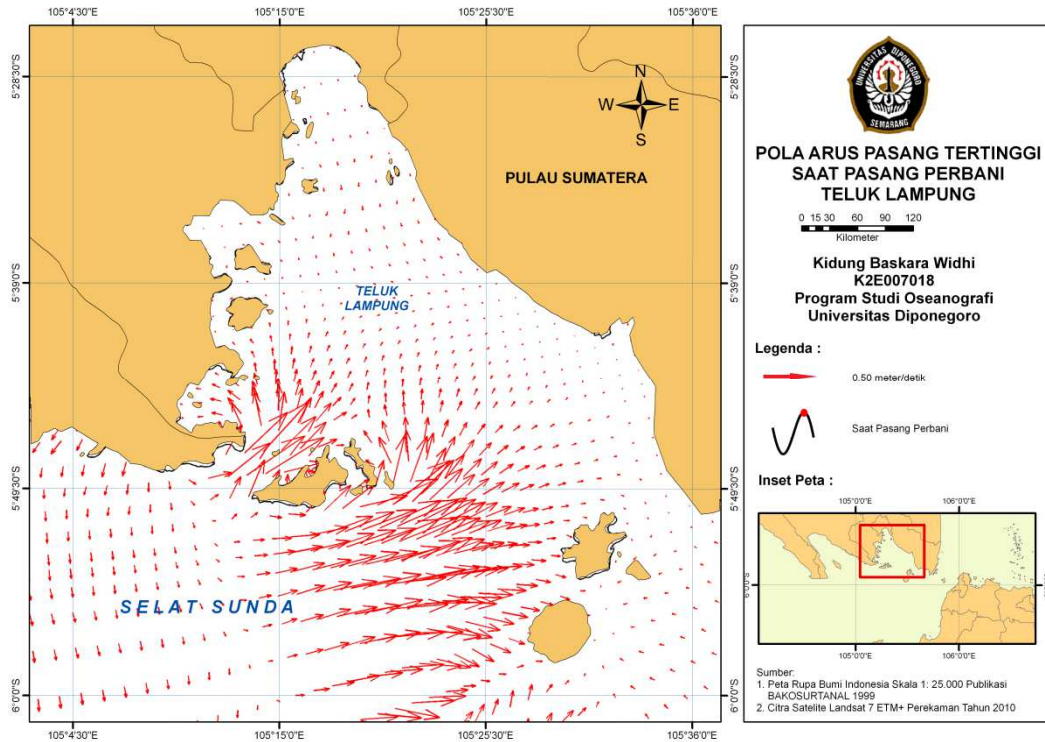 105°4'30"E 105°15'0"E 105°25'30"E 105°36'0"E
5°28'30"S
5°39'0"S
5°49'30"S
6°0'0"S
N
W E
S
PULAU SUMATERA
TELUK
LAMPUNG
SELAT SUNDA
5°28'30"S
5°39'0"S
5°49'30"S
6°0'0"S
105°4'30"E 105°15'0"E 105°25'30"E 105°36'0"E
UNIVERSITAS DIPONEGORO
SEMARANG
POLA ARUS PASANG TERTINGGI
SAAT PASANG PERBANI
TELUK LAMPUNG
0 15 30 60 90 120
Kilometer
Kidung Baskara Widhi
K2E007018
Program Studi Oseanografi
Universitas Diponegoro
Legenda :
0.50 meter/detik
Saat Pasang Perbani
Inset Peta :
105°0'0"E 106°0'0"E
6°0'0"S
105°0'0"E 106°0'0"E
Sumber:
1. Peta Rupa Bumi Indonesia Skala 1: 25.000 Publikasi
BAKOSURTANAL 1999
2. Citra Satelite Landsat 7 ETM+ Perekaman Tahun 2010